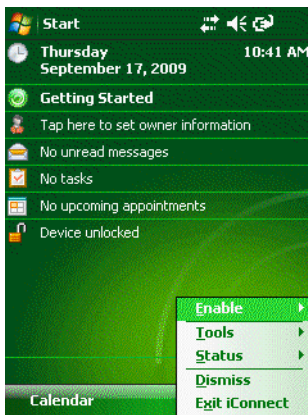 Start
Thursday 10:41 AM
September 17, 2009
Getting Started
Tap here to set owner information
No unread messages
No tasks
No upcoming appointments
Device unlocked
Enable
Tools
Status
Dismiss
Exit iConnect
Calendar